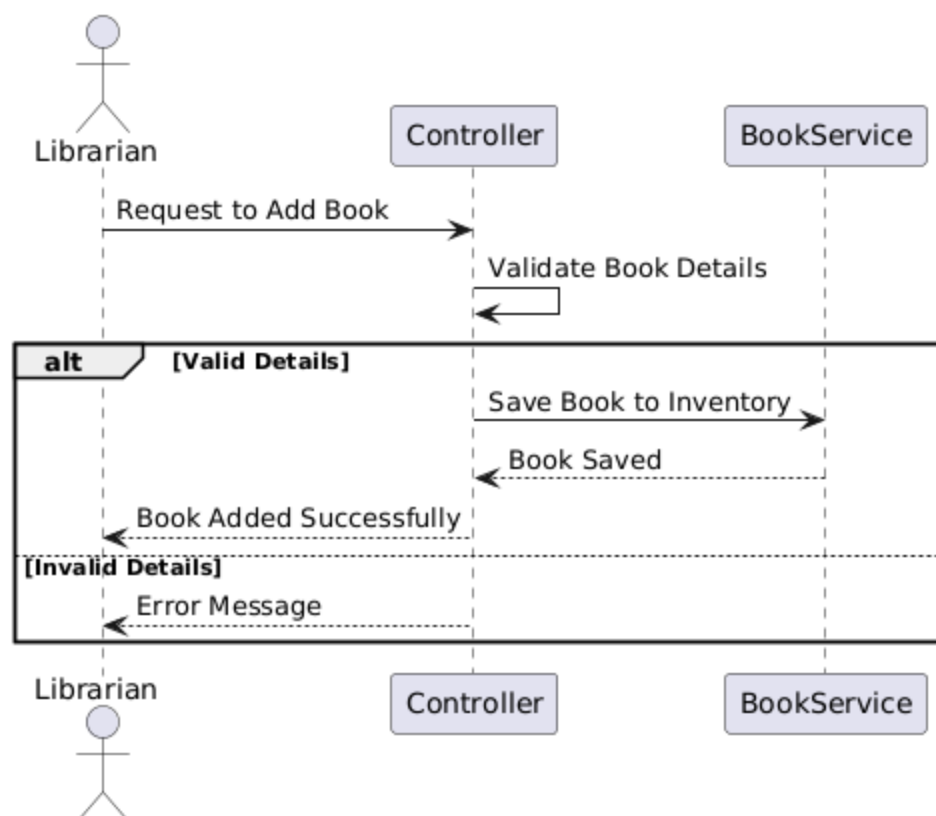 Librarian
Controller
BookService
Request to Add Book
Validate Book Details
alt
[Valid Details]
Save Book to Inventory
Book Saved
Book Added Successfully
[Invalid Details]
Error Message
Librarian
Controller
BookService